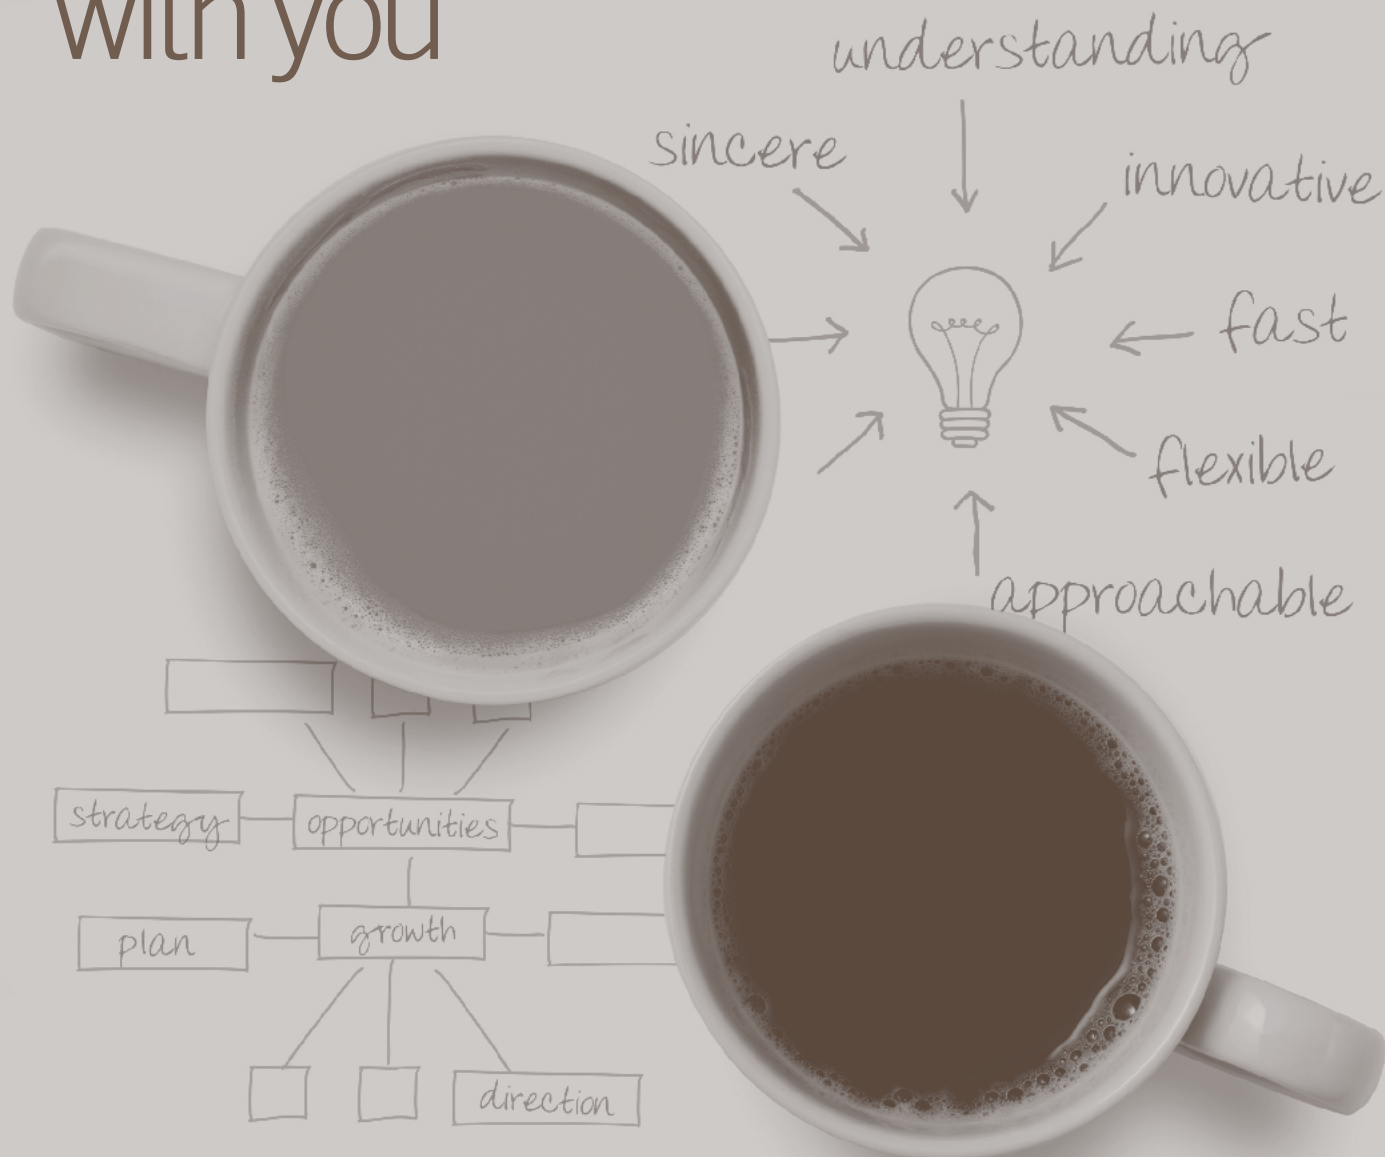 with you
understanding
sincere
innovative
fast
flexible
approachable
strategy
opportunities
plan
growth
direction